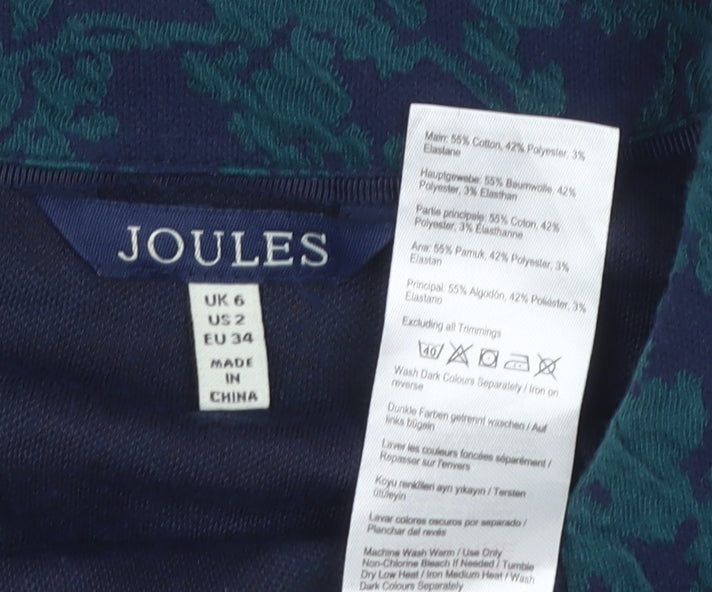 JOULES
UK 6
US 2
EU 34
MADE
IN
CHINA
Main: 55% Cotton, 42% Polyester, 3%
Elastane
Hauptgewebe: 55% Baumwolle, 42%
Polyester, 3% Elasthan
Partie principale: 55% Coton, 42%
Polyester, 3% Élasthanne
Ana: 55% Pamuk, 42% Polyester, 3%
Elastan
Principal: 55% Algodón, 42% Poliéster, 3%
Elastano
Excluding all Trimmings
40
Wash Dark Colours Separately / Iron on
reverse
Dunkle Farben getrennt waschen / Auf
links bügeln
Laver les couleurs foncées séparément /
Repasser sur l'envers
Koyu renkliler ayrı yıkayın / Tersten
ütüleyin
Lavar colores oscuros por separado /
Planchar del revés
Machine Wash Warm / Use Only
Non-Chlorine Bleach If Needed / Tumble
Dry Low Heat / Iron Medium Heat / Wash
Dark Colours Separately